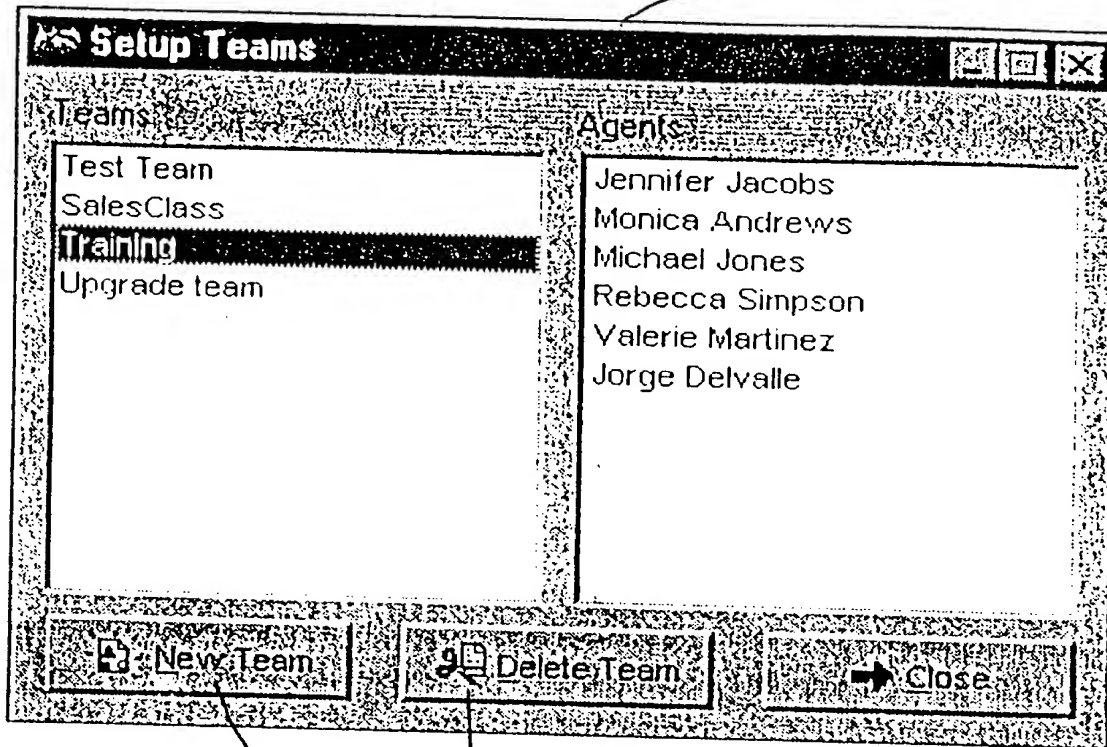 Setup Teams
Teams
Agents
Test Team
SalesClass
Training
Upgrade team
Jennifer Jacobs
Monica Andrews
Michael Jones
Rebecca Simpson
Valerie Martinez
Jorge Delvalle
New Team
Delete Team
Close